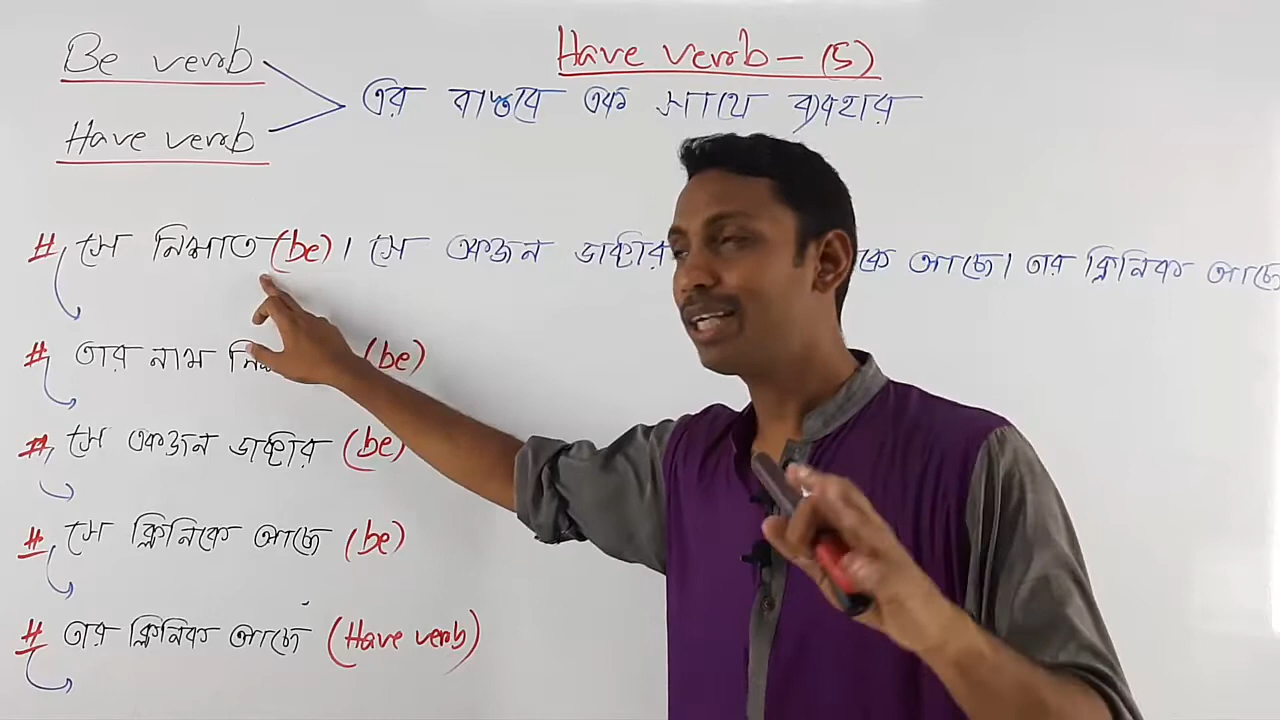 Be verb
Have verb – (5)
Have verb
এর বাস্তবে এক সাথে ব্যবহার
# সে নিশাত (be) । সে একজন ডাক্তার কে আছে। তার ক্লিনিক আছে
# তার নাম (be)
# সে একজন ডাক্তার (be)
# সে ক্লিনিকে আছে (be)
# তার ক্লিনিক আছে (Have verb)